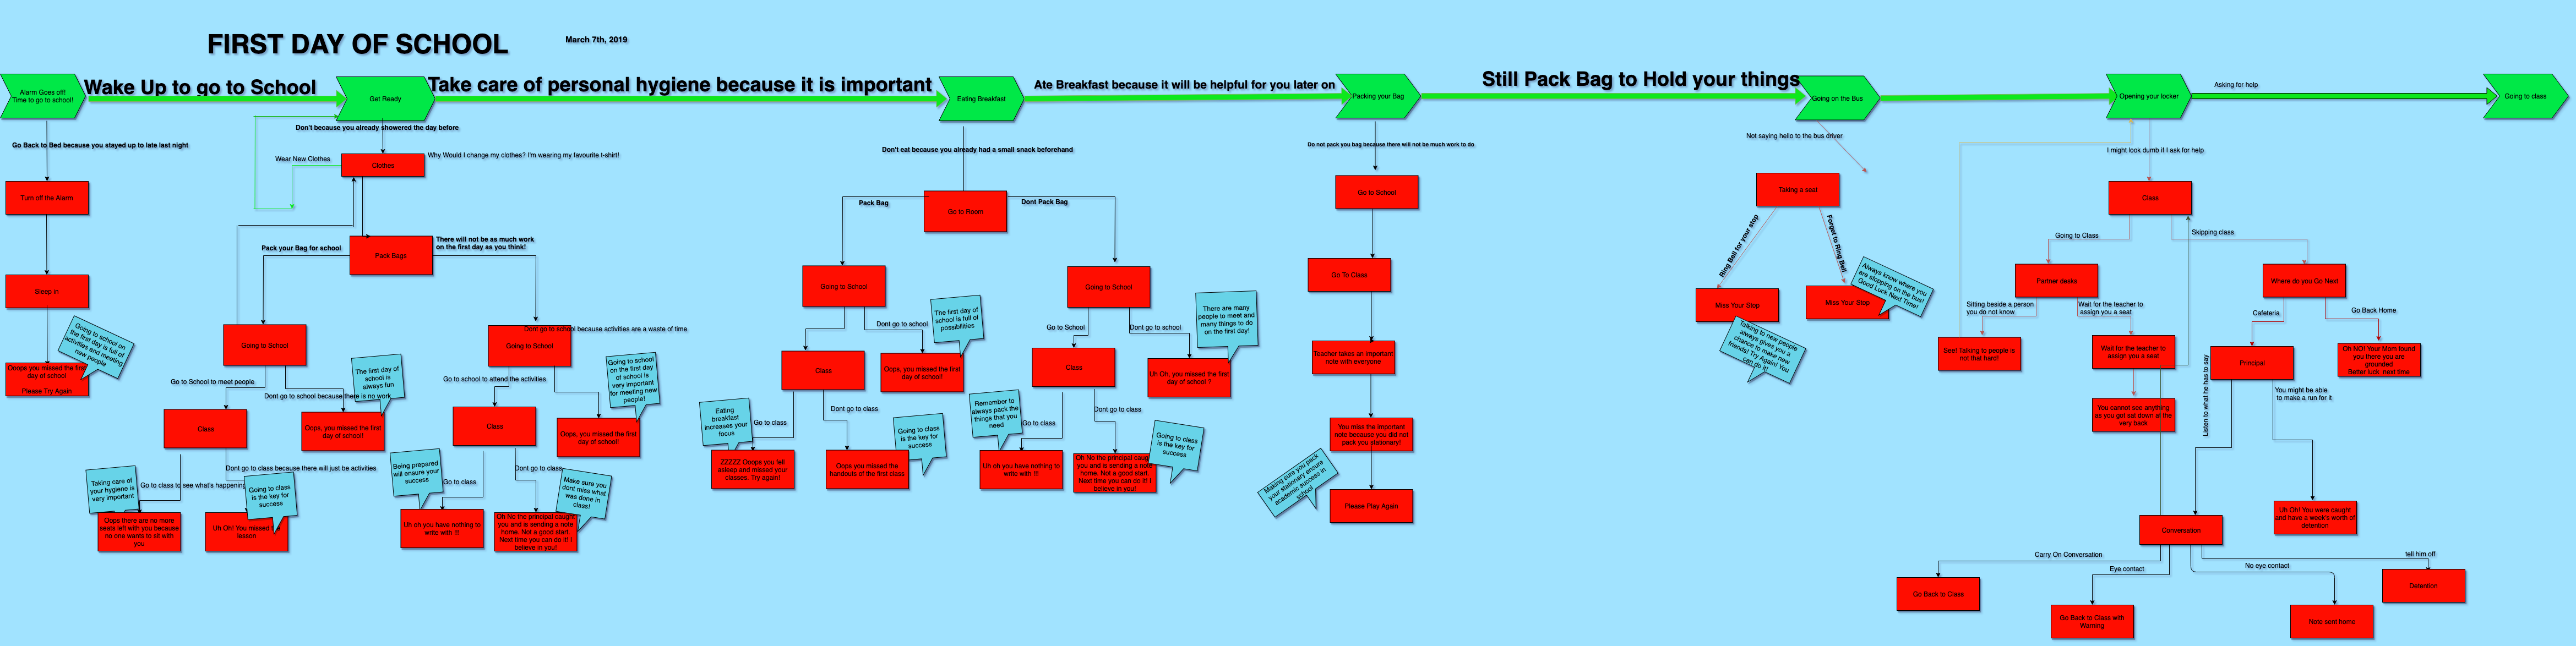 FIRST DAY OF SCHOOL
March 7th, 2019
Alarm Goes off!
Time to go to school!
Wake Up to go to School
Get Ready
Take care of personal hygiene because it is important
Eating Breakfast
Ate Breakfast because it will be helpful for you later on
Packing your Bag
Still Pack Bag to Hold your things
Going on the Bus
Opening your locker
Asking for help
Going to class
Go Back to Bed because you stayed up to late last night
Turn off the Alarm
Sleep In
Going to school on
the first day is full of
activities and meeting
new people
Ooops you missed the first
day of school
Please Try Again
Don't because you already showered the day before
Wear New Clothes
Clothes
Why Would I change my clothes? I'm wearing my favourite t-shirt!
Pack your Bag for school
Pack Bags
There will not be as much work
on the first day as you think!
Going to School
Go to School to meet people
Dont go to school because there is no work
The first day of
school is
always fun
Class
Oops, you missed the first
day of school!
Go to class to see what's happening
Dont go to class because there will just be activities
Taking care of
your hygiene is
very important
Going to class
is the key for
success
Oops there are no more
seats left with you because
no one wants to sit with
you
Uh Oh! You missed the
lesson
Dont go to school because activities are a waste of time
Going to School
Go to school to attend the activities
Going to school
on the first day
of school is
very important
for meeting new
people!
Class
Oops, you missed the first
day of school!
Being prepared
will ensure your
success
Go to class
Dont go to class
Make sure you
dont miss what
was done in
class!
Uh oh you have nothing to
write with !!!
Oh No the principal caught
you and is sending a note
home. Not a good start.
Next time you can do it! I
believe in you!
Don't eat because you already had a small snack beforehand
Pack Bag
Go to Room
Dont Pack Bag
Going to School
Dont go to school
The first day of
school is full of
possibilities
Class
Oops, you missed the first
day of school!
Eating
breakfast
increases your
focus
Go to class
Dont go to class
Going to class
is the key for
success
ZZZZZ Ooops you fell
asleep and missed your
classes. Try again!
Oops you missed the
handouts of the first class
Going to School
Go to School
Dont go to school
There are many
people to meet and
many things to do
on the first day!
Class
Uh Oh, you missed the first
day of school ?
Remember to
always pack the
things that you
need
Go to class
Dont go to class
Going to class
is the key for
success
Uh oh you have nothing to
write with !!!
Oh No the principal caught
you and is sending a note
home. Not a good start.
Next time you can do it! I
believe in you!
Do not pack you bag because there will not be much work to do
Go to School
Go To Class
Teacher takes an important
note with everyone
You miss the important
note because you did not
pack you stationary!
Making sure you pack
your stationary ensure
academic success in
school
Please Play Again
Not saying hello to the bus driver
Taking a seat
Ring Bell for your stop
Forget to Ring Bell
Miss Your Stop
Miss Your Stop
Always know where you
are stopping on the bus!
Good Luck Next Time!
Talking to new people
always gives you a
chance to make new
friends! Try Again! You
can do it!
I might look dumb if I ask for help
Class
Going to Class
Skipping class
Partner desks
Where do you Go Next
Sitting beside a person
you do not know
Wait for the teacher to
assign you a seat
See! Talking to people is
not that hard!
Wait for the teacher to
assign you a seat
You cannot see anything
as you got sat down at the
very back
Cafeteria
Go Back Home
Principal
Oh NO! Your Mom found
you there you are
grounded
Better luck next time
Listen to what he has to say
You might be able
to make a run for it
Uh Oh! You were caught
and have a week's worth of
detention
Conversation
Carry On Conversation
Eye contact
No eye contact
tell him off
Go Back to Class
Go Back to Class with
Warning
Note sent home
Detention